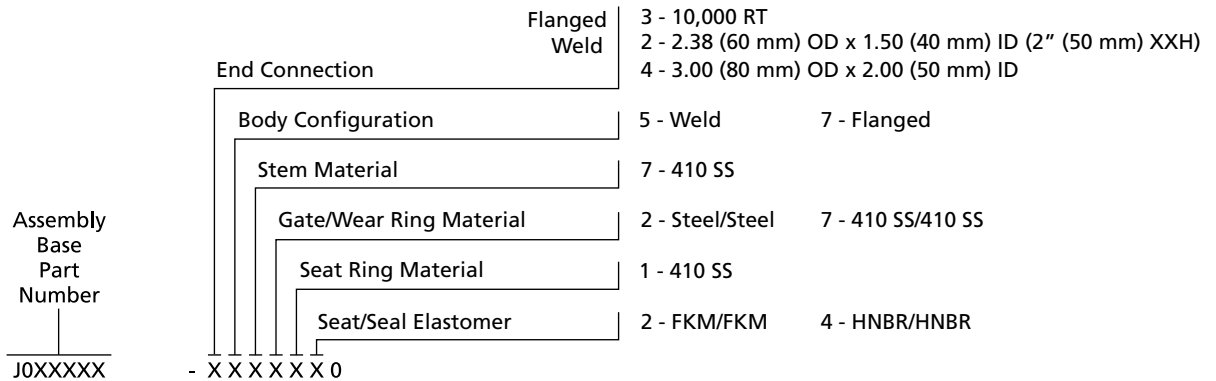 Flanged 3 - 10,000 RT
Weld 2 - 2.38 (60 mm) OD x 1.50 (40 mm) ID (2” (50 mm) XXH)
End Connection 4 - 3.00 (80 mm) OD x 2.00 (50 mm) ID
Body Configuration 5 - Weld 7 - Flanged
Stem Material 7 - 410 SS
Gate/Wear Ring Material 2 - Steel/Steel 7 - 410 SS/410 SS
Seat Ring Material 1 - 410 SS
Seat/Seal Elastomer 2 - FKM/FKM 4 - HNBR/HNBR
Assembly
Base
Part
Number
J0XXXXX - X X X X X X 0